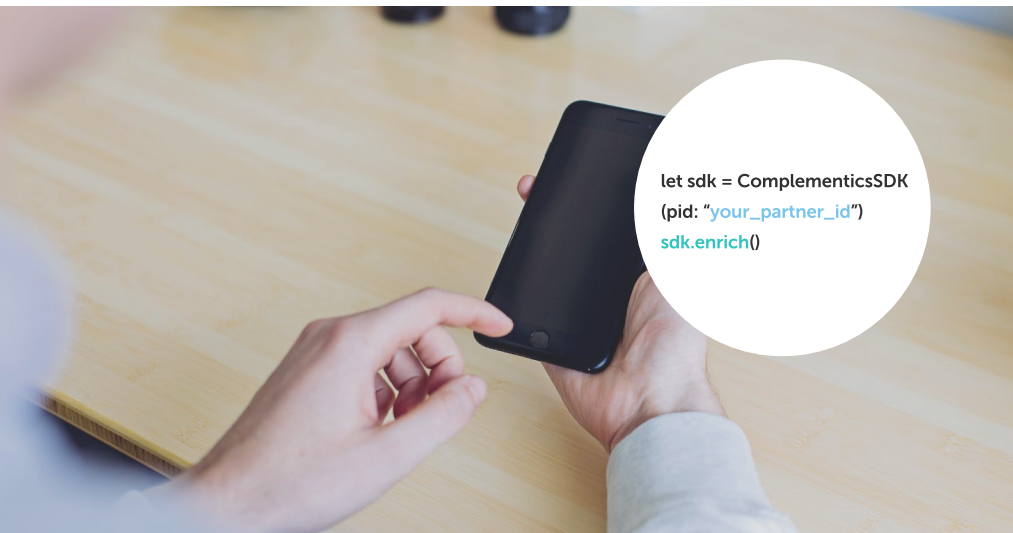 let sdk = ComplementicsSDK
(pid: “your_partner_id”)
sdk.enrich()